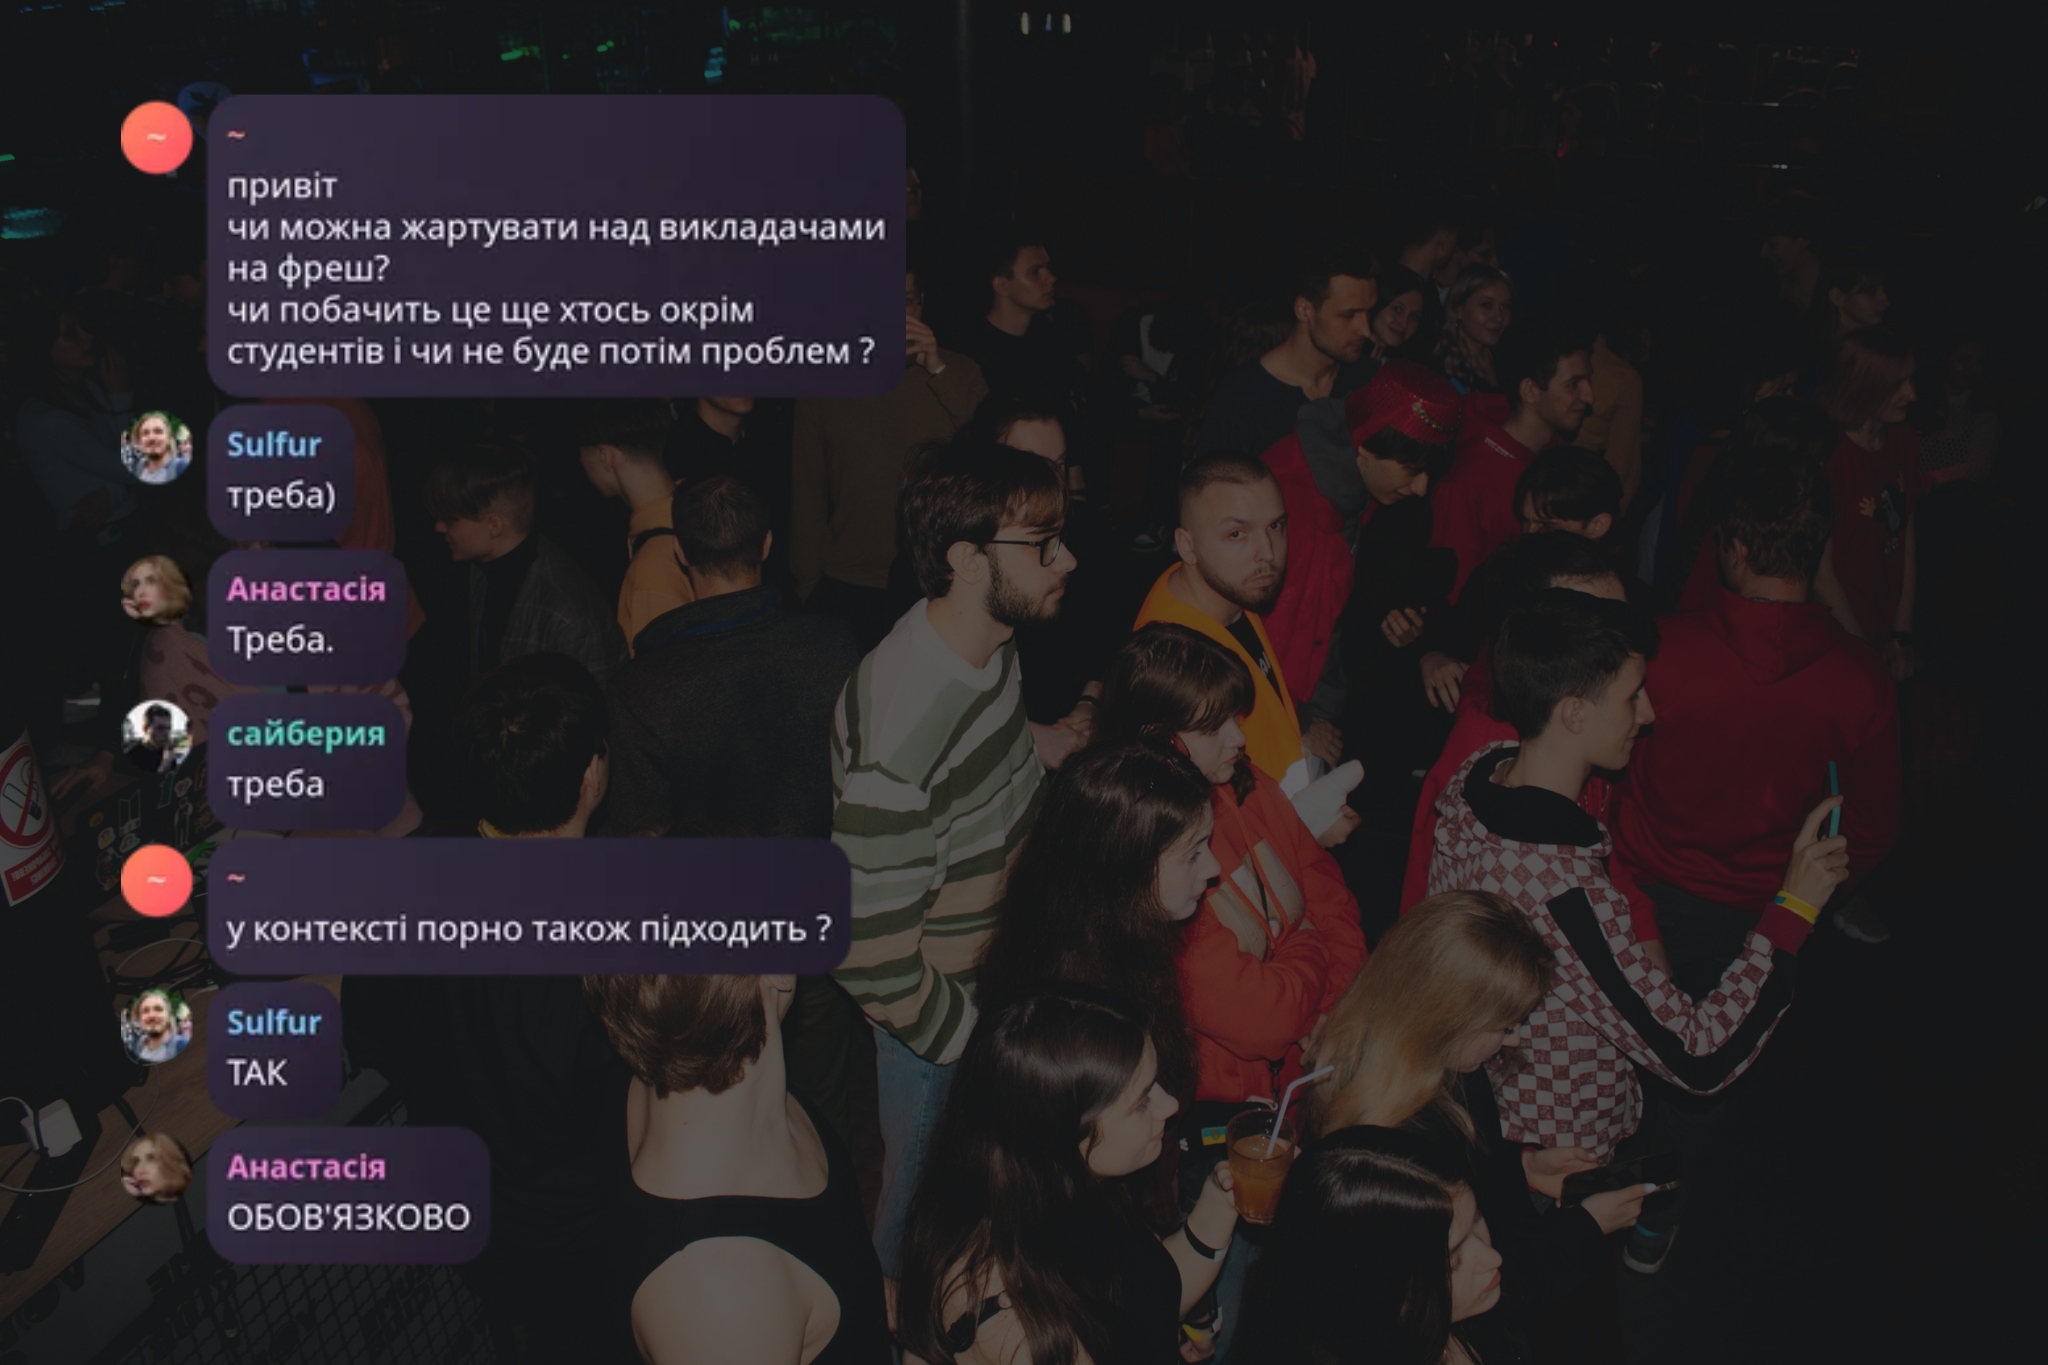 ~
привіт
чи можна жартувати над викладачами
на фреш?
чи побачить це ще хтось окрім
студентів і чи не буде потім проблем ?
Sulfur
треба)
Анастасія
Треба.
сайберия
треба
~
у контексті порно також підходить ?
Sulfur
ТАК
Анастасія
ОБОВ'ЯЗКОВО